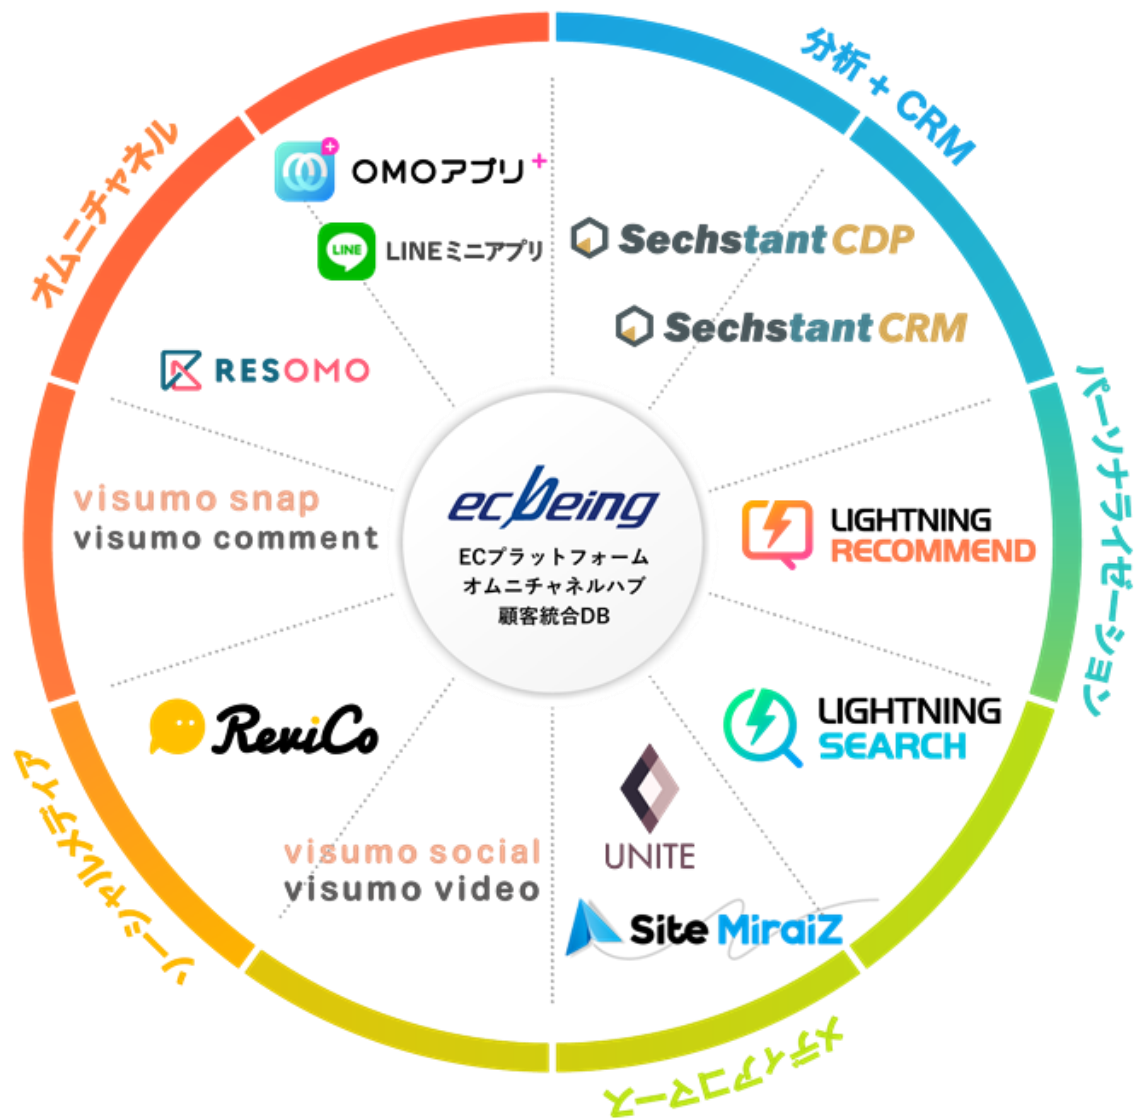 分析 + CRM
Sechstant CDP
Sechstant CRM
パーソナライゼーション
LIGHTNING
RECOMMEND
LIGHTNING
SEARCH
メディアコマース
UNITE
Site MiraiZ
ソーシャルメディア
visumo social
visumo video
ReviCo
visumo snap
visumo comment
オムニチャネル
RESOMO
OMOアプリ+
LINE
LINEミニアプリ
ecbeing
ECプラットフォーム
オムニチャネルハブ
顧客統合DB